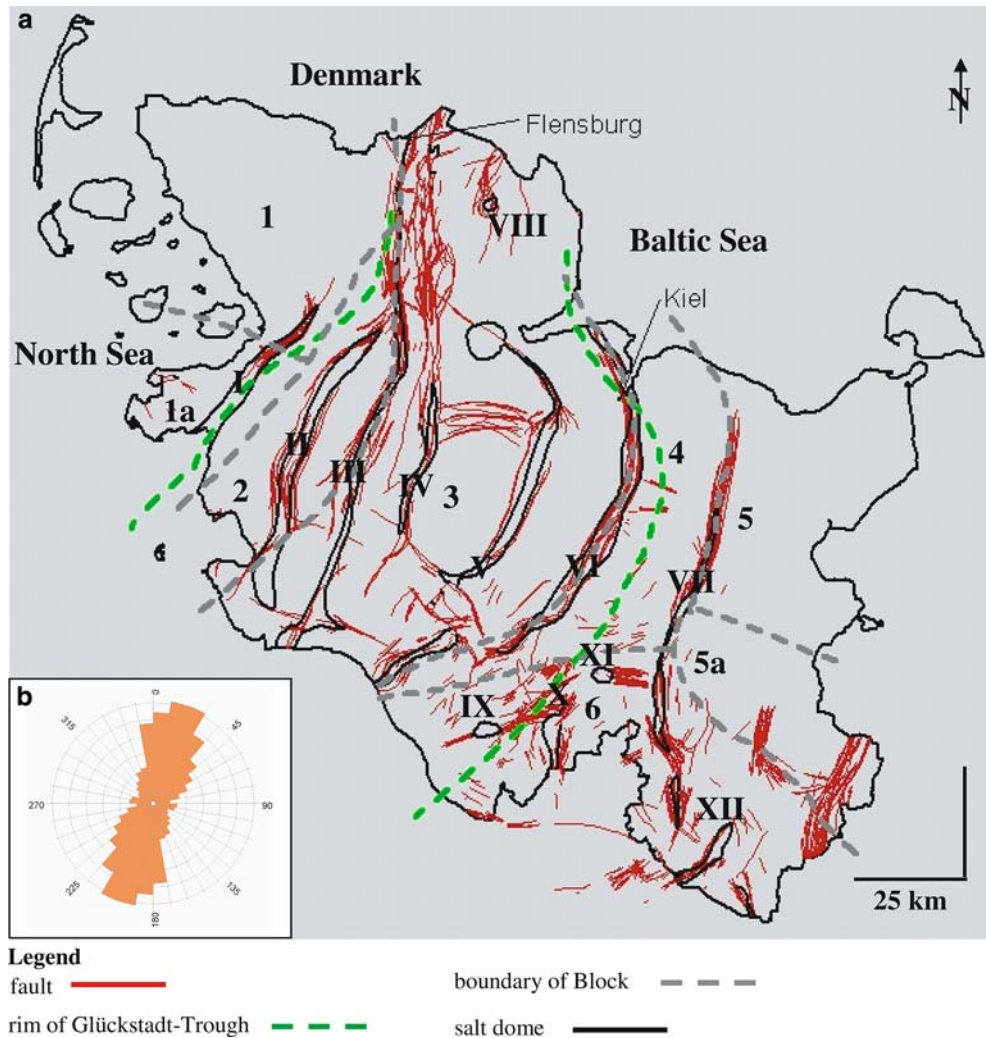 a
Denmark
N
Flensburg
1
VIII
Baltic Sea
Kiel
North Sea
I
1a
II
III
IV
2
3
4
5
V
VI
VII
XI
5a
IX
X
6
XII
25 km
b
0
45
90
135
180
225
270
315
Legend
fault
boundary of Block
rim of Glückstadt-Trough
salt dome